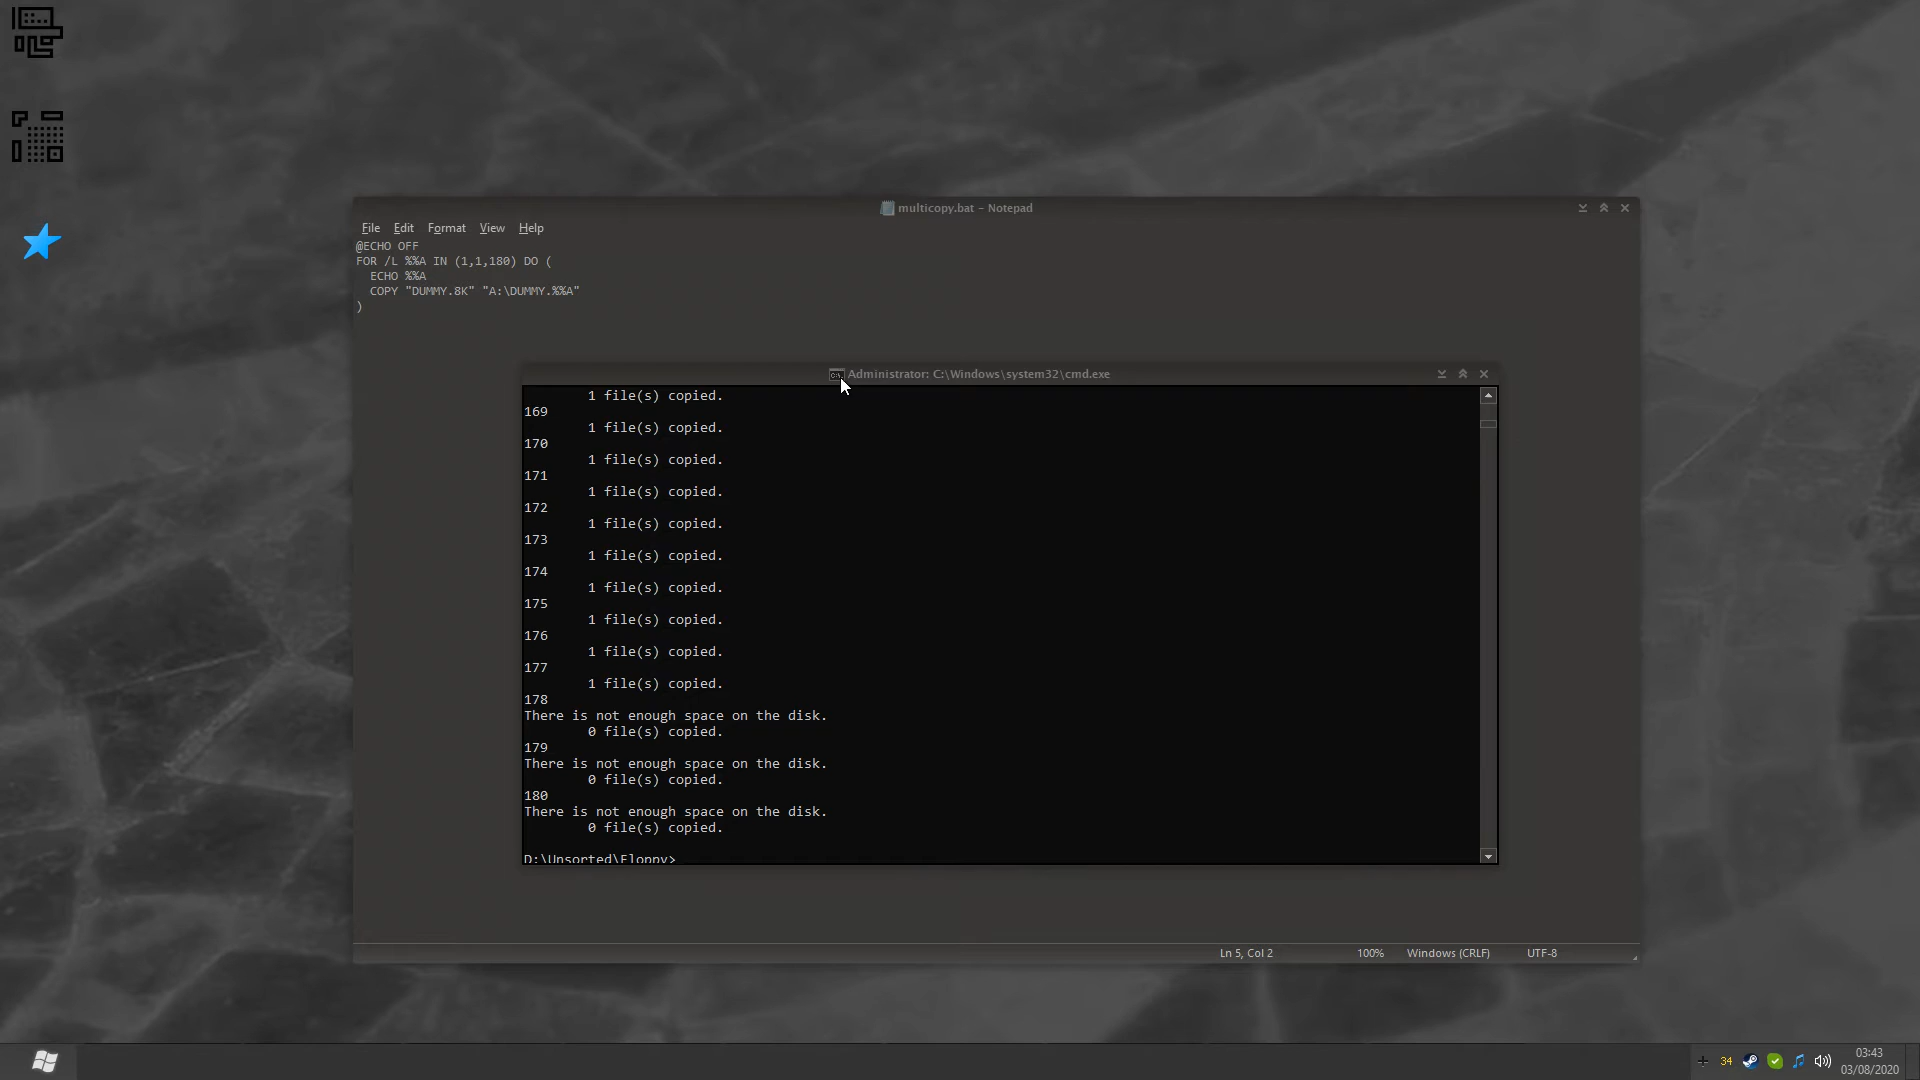 multicopy.bat – Notepad
File Edit Format View Help
@ECHO OFF
FOR /L %%A IN (1,1,180) DO (
ECHO %%A
COPY "DUMMY.8K" "A:\DUMMY.%%A"
)
Administrator: C:\Windows\system32\cmd.exe
1 file(s) copied.
169
1 file(s) copied.
170
1 file(s) copied.
171
1 file(s) copied.
172
1 file(s) copied.
173
1 file(s) copied.
174
1 file(s) copied.
175
1 file(s) copied.
176
1 file(s) copied.
177
1 file(s) copied.
178
There is not enough space on the disk.
0 file(s) copied.
179
There is not enough space on the disk.
0 file(s) copied.
180
There is not enough space on the disk.
0 file(s) copied.
D:\Unsorted\Floppy>
Ln 5, Col 2 100% Windows (CRLF) UTF-8
34
03:43
03/08/2020